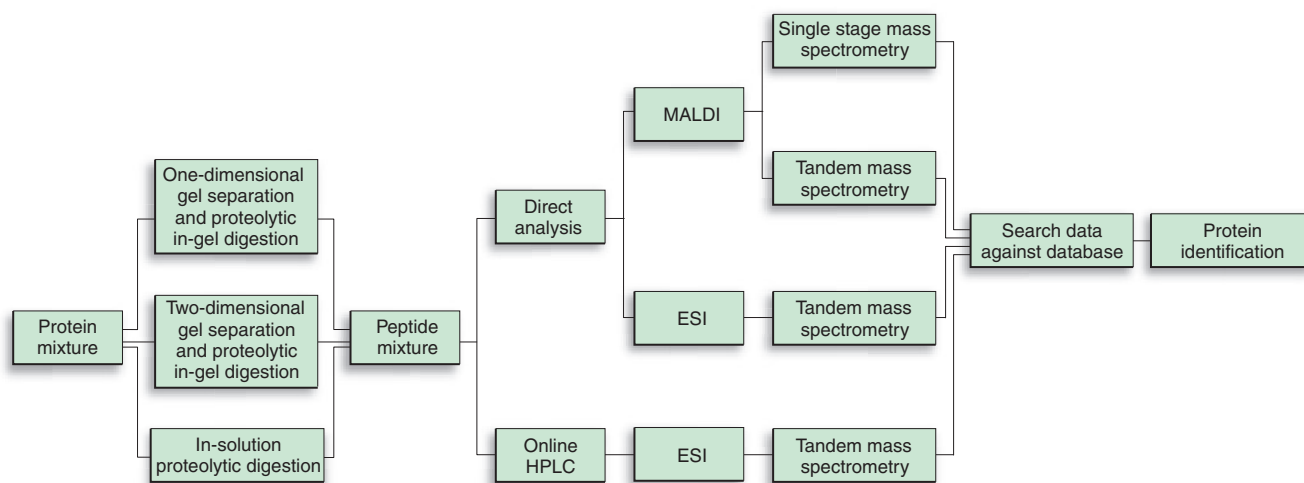 Protein
mixture
One-dimensional
gel separation
and proteolytic
in-gel digestion
Two-dimensional
gel separation
and proteolytic
in-gel digestion
In-solution
proteolytic digestion
Peptide
mixture
Direct
analysis
Online
HPLC
MALDI
ESI
ESI
Single stage mass
spectrometry
Tandem mass
spectrometry
Tandem mass
spectrometry
Tandem mass
spectrometry
Search data
against database
Protein
identification